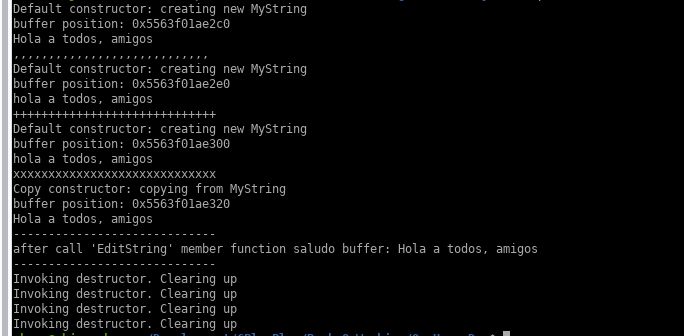 Default constructor: creating new MyString
buffer position: 0x5563f01ae2c0
Hola a todos, amigos
,,,,,,,,,,,,,,,,,,,,,,,,,,,,
Default constructor: creating new MyString
buffer position: 0x5563f01ae2e0
hola a todos, amigos
+++++++++++++++++++++++++++++
Default constructor: creating new MyString
buffer position: 0x5563f01ae300
hola a todos, amigos
xxxxxxxxxxxxxxxxxxxxxxxxxxxxx
Copy constructor: copying from MyString
buffer position: 0x5563f01ae320
Hola a todos, amigos
-----------------------------
after call 'EditString' member function saludo buffer: Hola a todos, amigos
-----------------------------
Invoking destructor. Clearing up
Invoking destructor. Clearing up
Invoking destructor. Clearing up
Invoking destructor. Clearing up